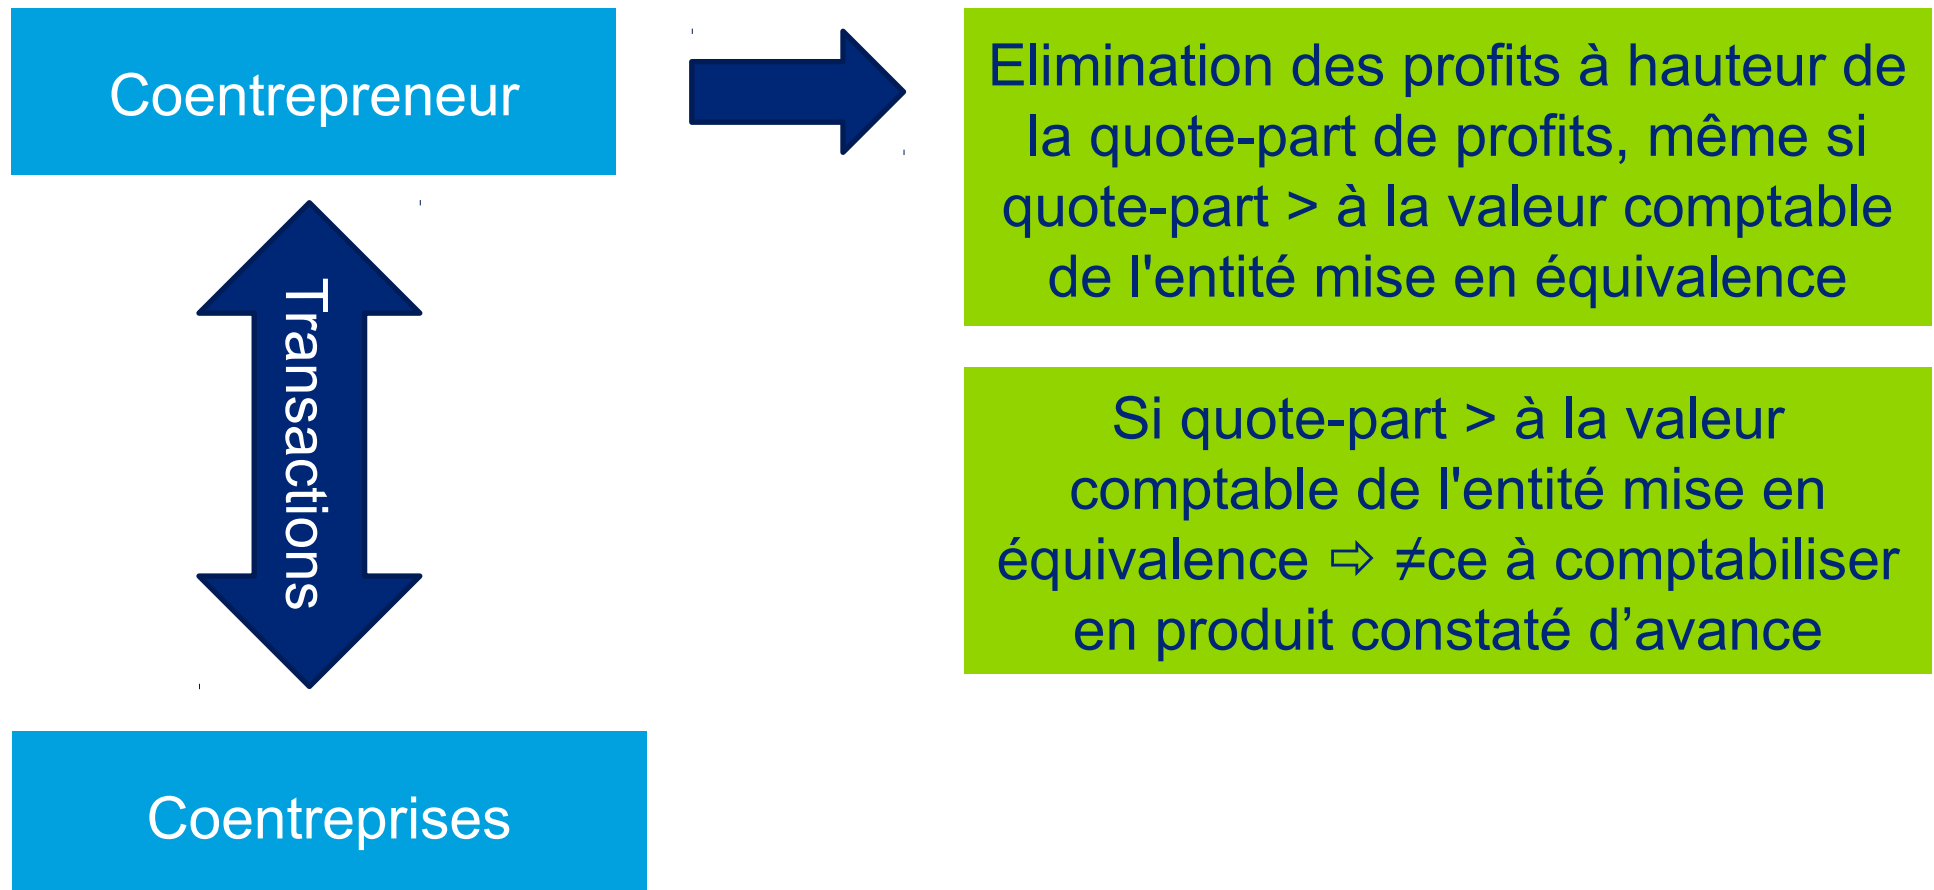 Coentrepreneur
Elimination des profits à hauteur de
la quote-part de profits, même si
quote-part > à la valeur comptable
de l'entité mise en équivalence
Transactions
Si quote-part > à la valeur
comptable de l'entité mise en
équivalence ⇨ ≠ce à comptabiliser
en produit constaté d’avance
Coentreprises